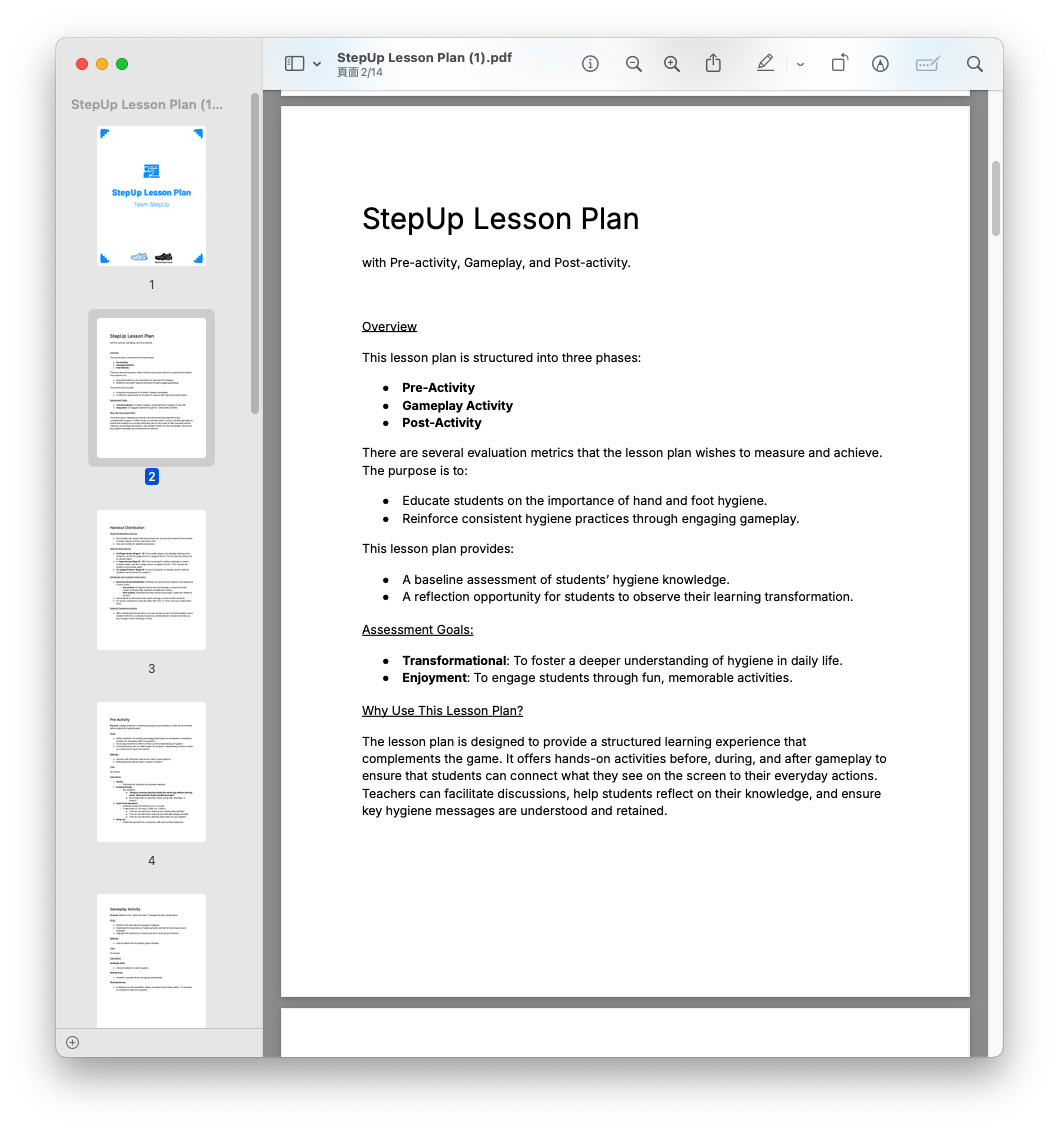 StepUp Lesson Plan (1).pdf
頁面 2/14
StepUp Lesson Plan (1...
StepUp Lesson Plan
Team StepUp
1
2
Handout Distribution
3
Pre-Activity
4
Gameplay Activity
StepUp Lesson Plan
with Pre-activity, Gameplay, and Post-activity.
Overview
This lesson plan is structured into three phases:
● Pre-Activity
● Gameplay Activity
● Post-Activity
There are several evaluation metrics that the lesson plan wishes to measure and achieve.
The purpose is to:
● Educate students on the importance of hand and foot hygiene.
● Reinforce consistent hygiene practices through engaging gameplay.
This lesson plan provides:
● A baseline assessment of students’ hygiene knowledge.
● A reflection opportunity for students to observe their learning transformation.
Assessment Goals:
● Transformational: To foster a deeper understanding of hygiene in daily life.
● Enjoyment: To engage students through fun, memorable activities.
Why Use This Lesson Plan?
The lesson plan is designed to provide a structured learning experience that
complements the game. It offers hands-on activities before, during, and after gameplay to
ensure that students can connect what they see on the screen to their everyday actions.
Teachers can facilitate discussions, help students reflect on their knowledge, and ensure
key hygiene messages are understood and retained.